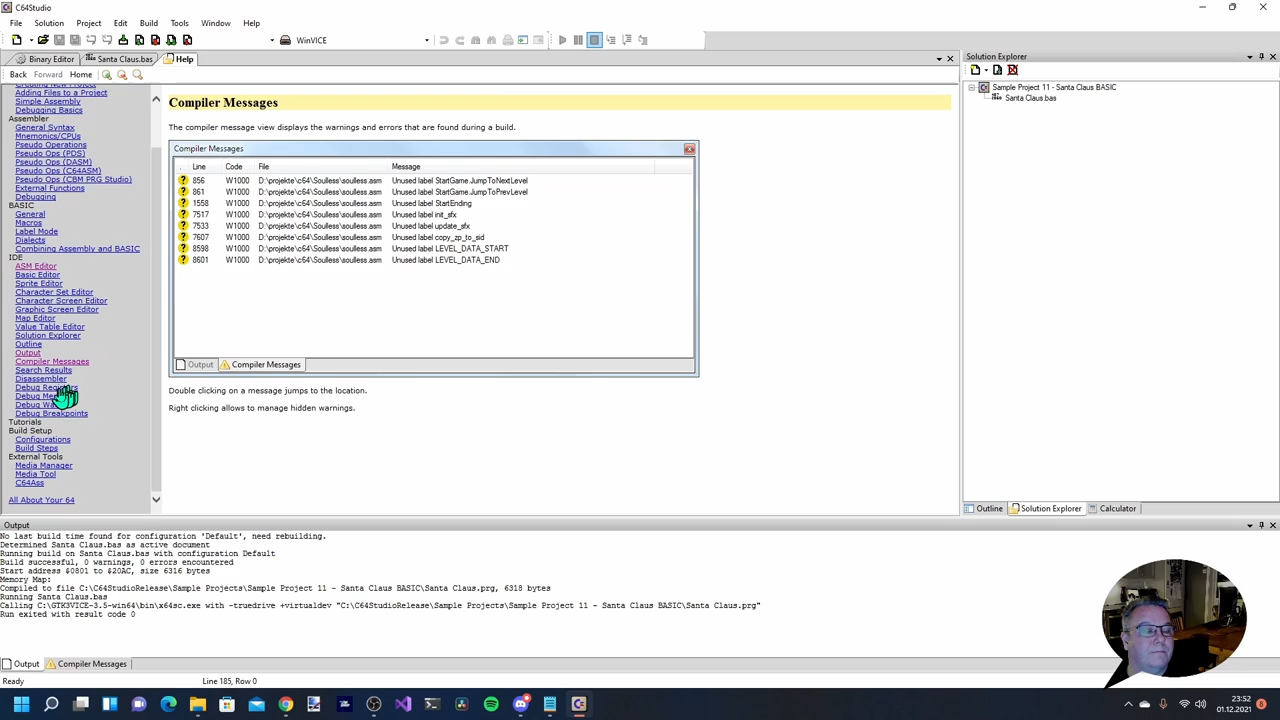 C64Studio
File Solution Project Edit Build Tools Window Help
WinVICE
Binary Editor Santa Claus.bas Help
Back Forward Home
Creating New Project
Adding Files to a Project
Simple Assembly
Debugging Basics
Assembler
General Syntax
Mnemonics/CPUs
Pseudo Operations
Pseudo Ops (PDS)
Pseudo Ops (DASM)
Pseudo Ops (C64ASM)
Pseudo Ops (CBM PRG Studio)
External Functions
Debugging
BASIC
General
Macros
Label Mode
Dialects
Combining Assembly and BASIC
IDE
ASM Editor
Basic Editor
Sprite Editor
Character Set Editor
Character Screen Editor
Graphic Screen Editor
Map Editor
Value Table Editor
Solution Explorer
Outline
Output
Compiler Messages
Search Results
Disassembler
Debug Registers
Debug
Debug
Debug Breakpoints
Tutorials
Build Setup
Configurations
Build Steps
External Tools
Media Manager
Media Tool
C64Ass
All About Your 64
Compiler Messages
The compiler message view displays the warnings and errors that are found during a build.
Compiler Messages
Line Code File Message
856 W1000 D:\projekte\c64\Soulless\soulless.asm Unused label StartGame.JumpToNextLevel
861 W1000 D:\projekte\c64\Soulless\soulless.asm Unused label StartGame.JumpToPrevLevel
1558 W1000 D:\projekte\c64\Soulless\soulless.asm Unused label StartEnding
7517 W1000 D:\projekte\c64\Soulless\soulless.asm Unused label init_sfx
7533 W1000 D:\projekte\c64\Soulless\soulless.asm Unused label update_sfx
7607 W1000 D:\projekte\c64\Soulless\soulless.asm Unused label copy_zp_to_sid
8598 W1000 D:\projekte\c64\Soulless\soulless.asm Unused label LEVEL_DATA_START
8601 W1000 D:\projekte\c64\Soulless\soulless.asm Unused label LEVEL_DATA_END
Output Compiler Messages
Double clicking on a message jumps to the location.
Right clicking allows to manage hidden warnings.
Solution Explorer
Sample Project 11 - Santa Claus BASIC
Santa Claus.bas
Outline Solution Explorer Calculator
Output
No last build time found for configuration 'Default', need rebuilding.
Determined Santa Claus.bas as active document
Running build on Santa Claus.bas with configuration Default
Build successful, 0 warnings, 0 errors encountered
Start address $0801 to $20AC, size 6316 bytes
Memory Map:
Compiled to file C:\C64StudioRelease\Sample Projects\Sample Project 11 - Santa Claus BASIC\Santa Claus.prg, 6318 bytes
Running Santa Claus.bas
Calling C:\GTK3VICE-3.5-win64\bin\x64sc.exe with -truedrive +virtualdev "C:\C64StudioRelease\Sample Projects\Sample Project 11 - Santa Claus BASIC\Santa Claus.prg"
Run exited with result code 0
Output Compiler Messages
Ready Line 185, Row 0
23:52
01.12.2021